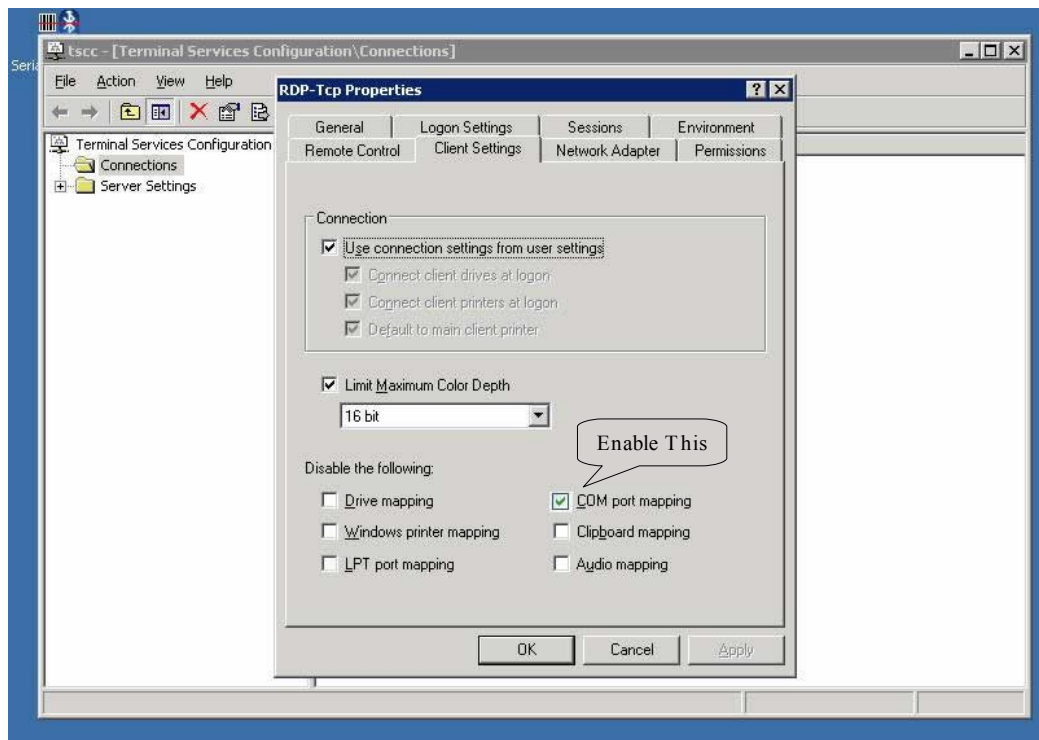 Seria
tscc - [Terminal Services Configuration\Connections]
File Action View Help
Terminal Services Configuration
Connections
Server Settings
RDP-Tcp Properties
General Logon Settings Sessions Environment
Remote Control Client Settings Network Adapter Permissions
Connection
Use connection settings from user settings
Connect client drives at logon
Connect client printers at logon
Default to main client printer
Limit Maximum Color Depth
16 bit
Enable This
Disable the following:
Drive mapping COM port mapping
Windows printer mapping Clipboard mapping
LPT port mapping Audio mapping
OK Cancel Apply